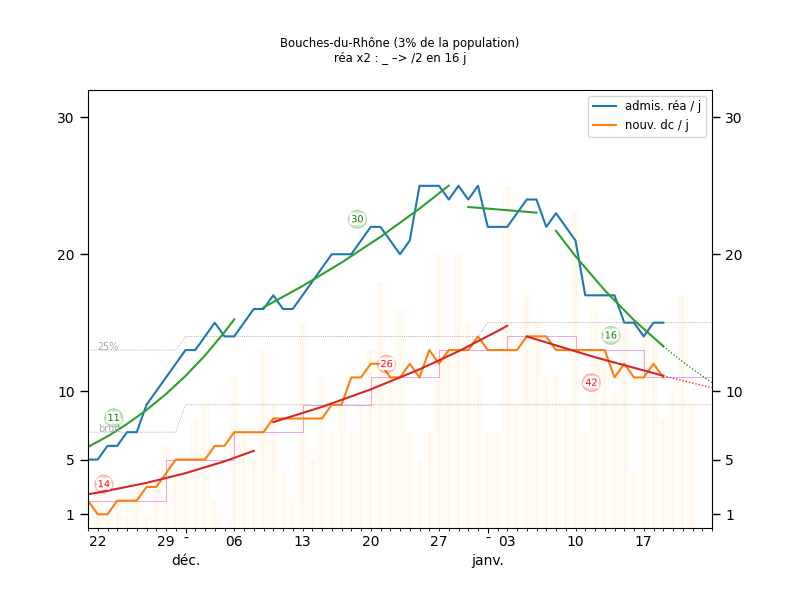 Bouches-du-Rhône (3% de la population)
réa x2 : _ –> /2 en 16 j
admis. réa / j
nouv. dc / j
30 30
20 20
10 10
5 5
1 1
30
25%
16
26
42
11
14
22 29 - 06 13 20 27 - 03 10 17
déc. janv.